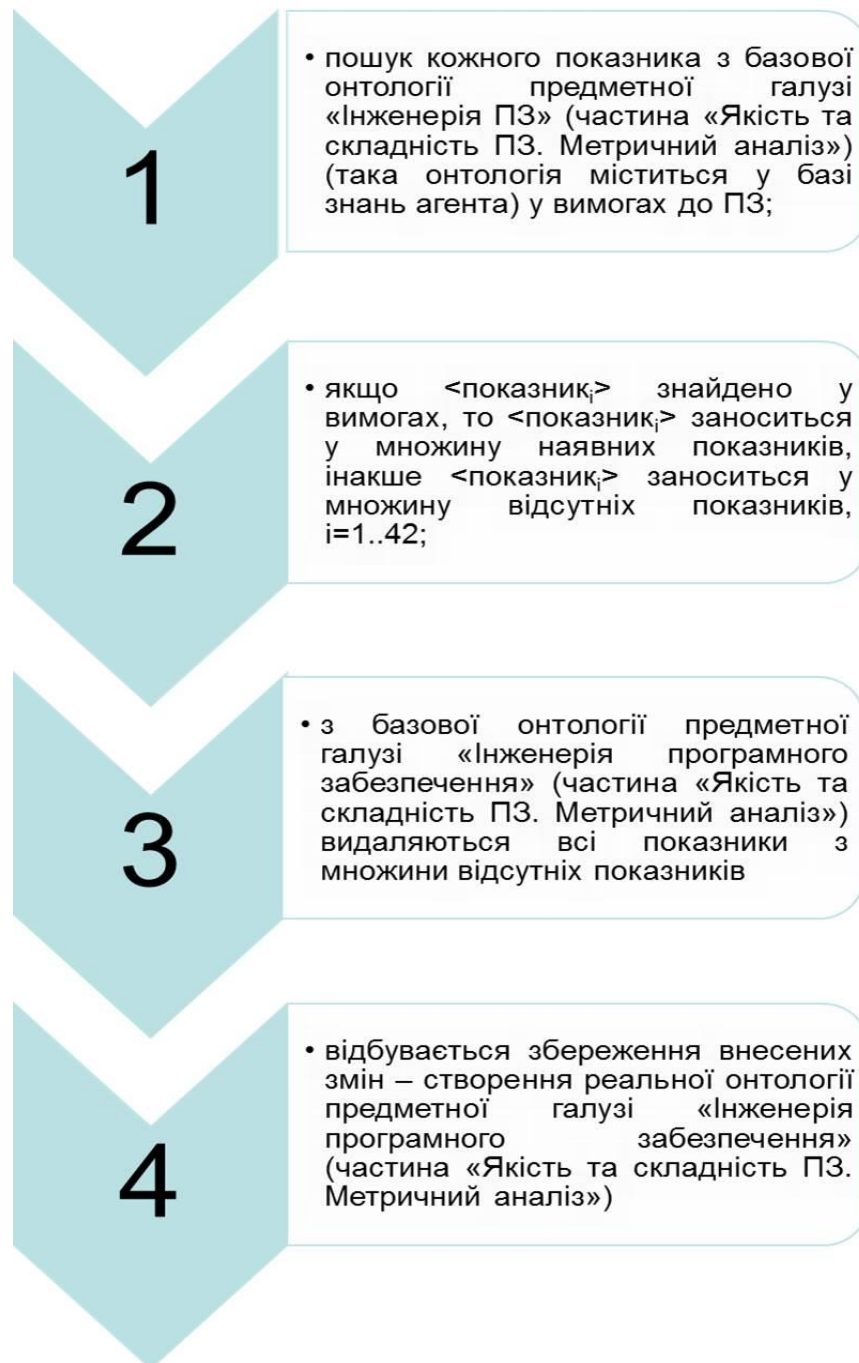 1
• пошук кожного показника з базової
онтології предметної галузі
«Інженерія ПЗ» (частина «Якість та
складність ПЗ. Метричний аналіз»)
(така онтологія міститься у базі
знань агента) у вимогах до ПЗ;
2
• якщо <показникᵢ> знайдено у
вимогах, то <показникᵢ> заноситься
у множину наявних показників,
інакше <показникᵢ> заноситься у
множину відсутніх показників,
i=1..42;
3
• з базової онтології предметної
галузі «Інженерія програмного
забезпечення» (частина «Якість та
складність ПЗ. Метричний аналіз»)
видаляються всі показники з
множини відсутніх показників
4
• відбувається збереження внесених
змін – створення реальної онтології
предметної галузі «Інженерія
програмного забезпечення»
(частина «Якість та складність ПЗ.
Метричний аналіз»)